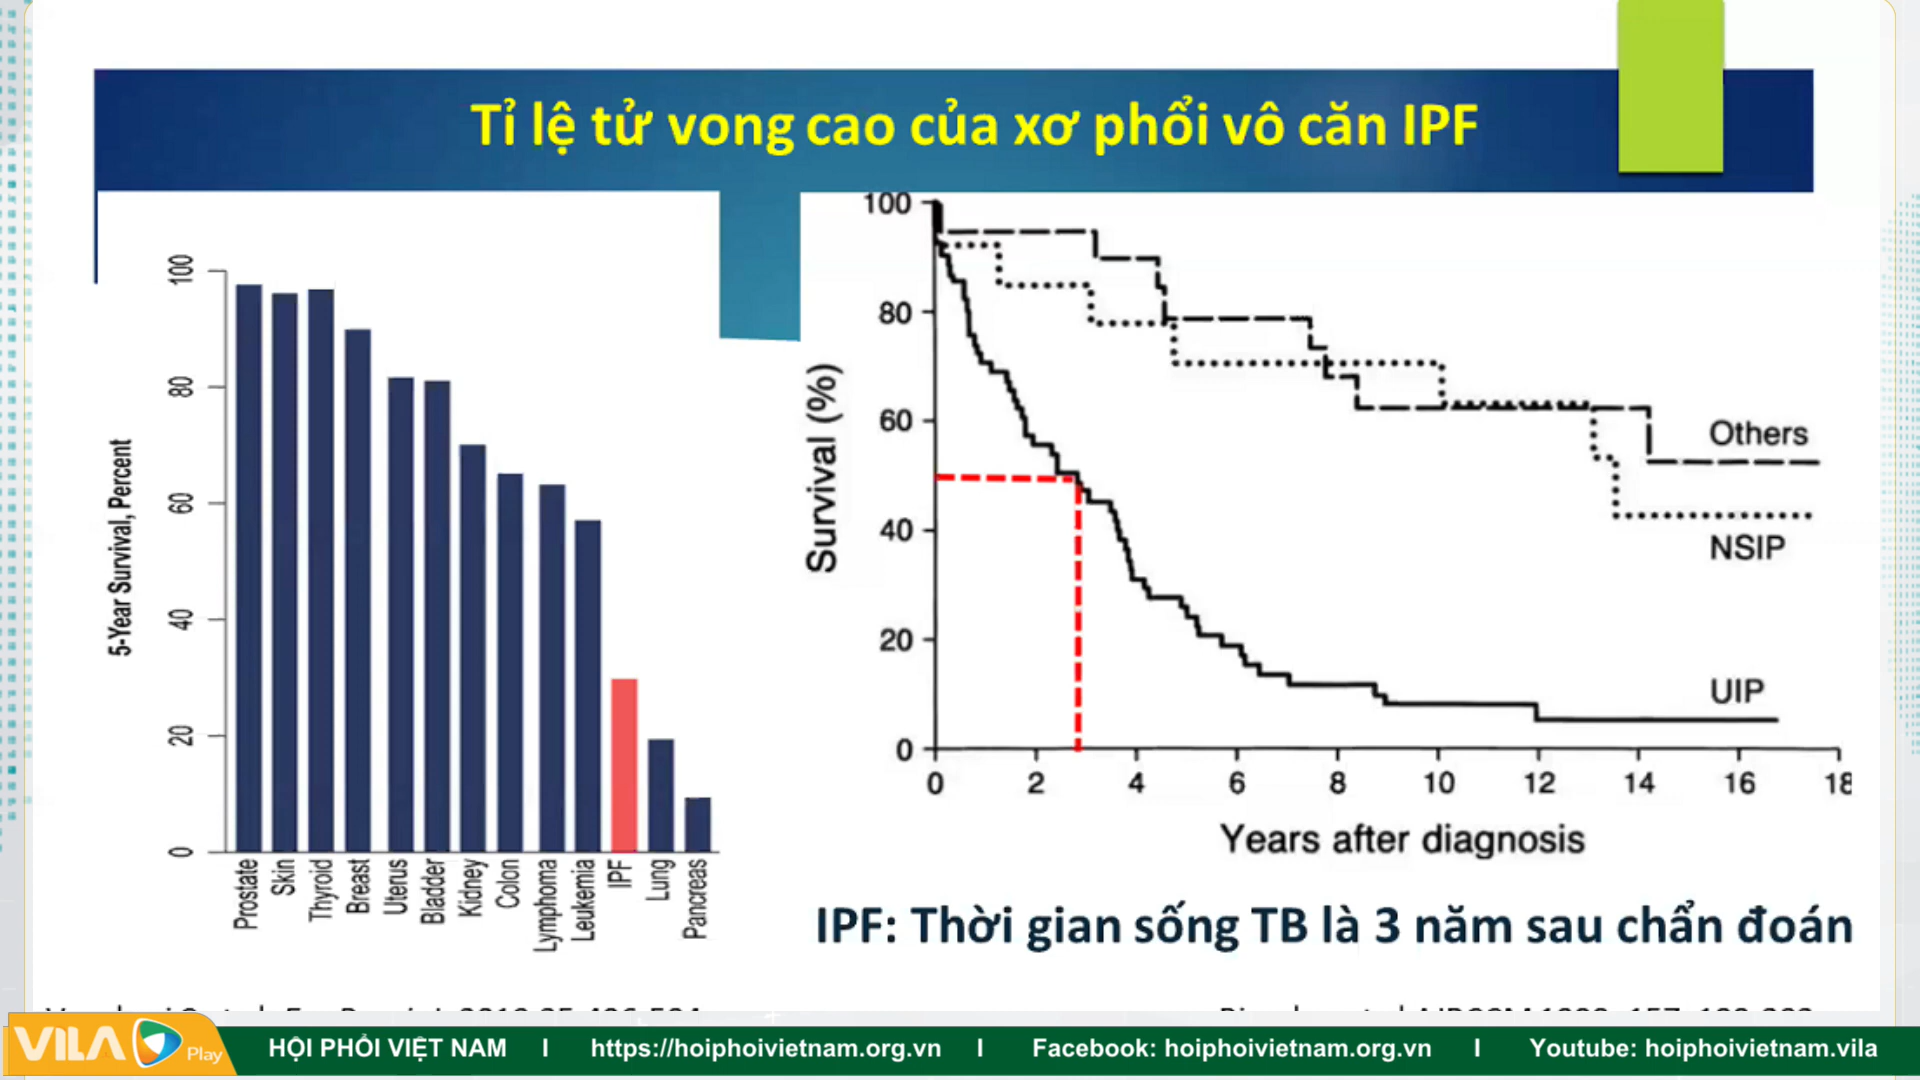 Tỉ lệ tử vong cao của xơ phổi vô căn IPF
5-Year Survival, Percent
100
80
60
40
20
0
Prostate
Skin
Thyroid
Breast
Uterus
Bladder
Kidney
Colon
Lymphoma
Leukemia
IPF
Lung
Pancreas
Survival (%)
100
80
60
40
20
0
Others
NSIP
UIP
0 2 4 6 8 10 12 14 16 18
Years after diagnosis
IPF: Thời gian sống TB là 3 năm sau chẩn đoán
VILA Play
HỘI PHỔI VIỆT NAM I https://hoiphoivietnam.org.vn I Facebook: hoiphoivietnam.org.vn I Youtube: hoiphoivietnam.vila